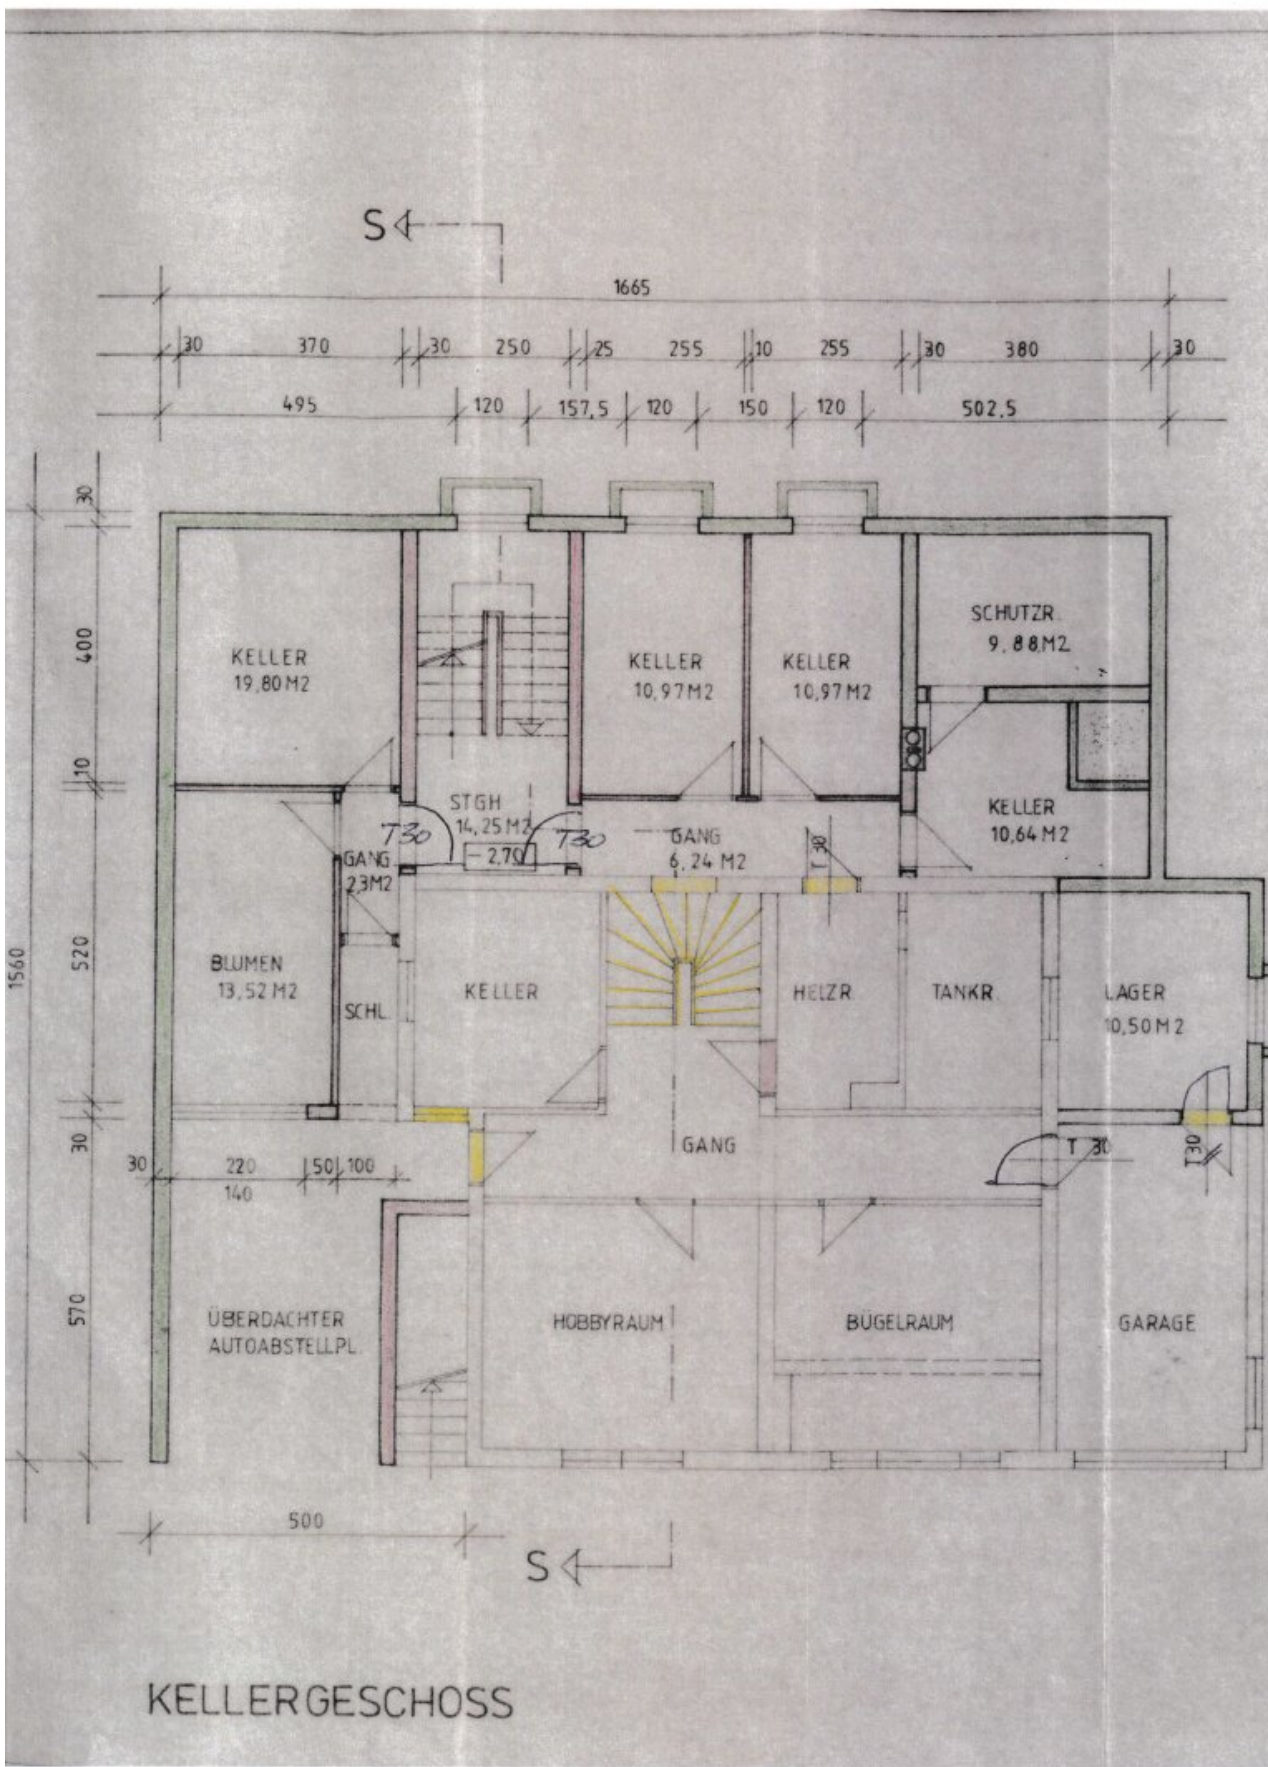 S
1665
30 370 30 250 25 255 10 255 30 380 30
495 120 157,5 120 150 120 502,5
30
400
10
520
1560
30
570
KELLER
19,80 M2
KELLER
10,97 M2
KELLER
10,97 M2
SCHUTZR.
9,88 M2
STGH
14,25 M2
- 2,70
T30
T30
GANG
2,3 M2
GANG
6,24 M2
T 30
KELLER
10,64 M2
BLUMEN
13,52 M2
SCHL.
KELLER
HEIZR.
TANKR.
LAGER
10,50 M2
30 220 50 100
140
GANG
T 30
T30
ÜBERDACHTER
AUTOABSTELLPL.
HOBBYRAUM
BÜGELRAUM
GARAGE
500
S
KELLERGESCHOSS